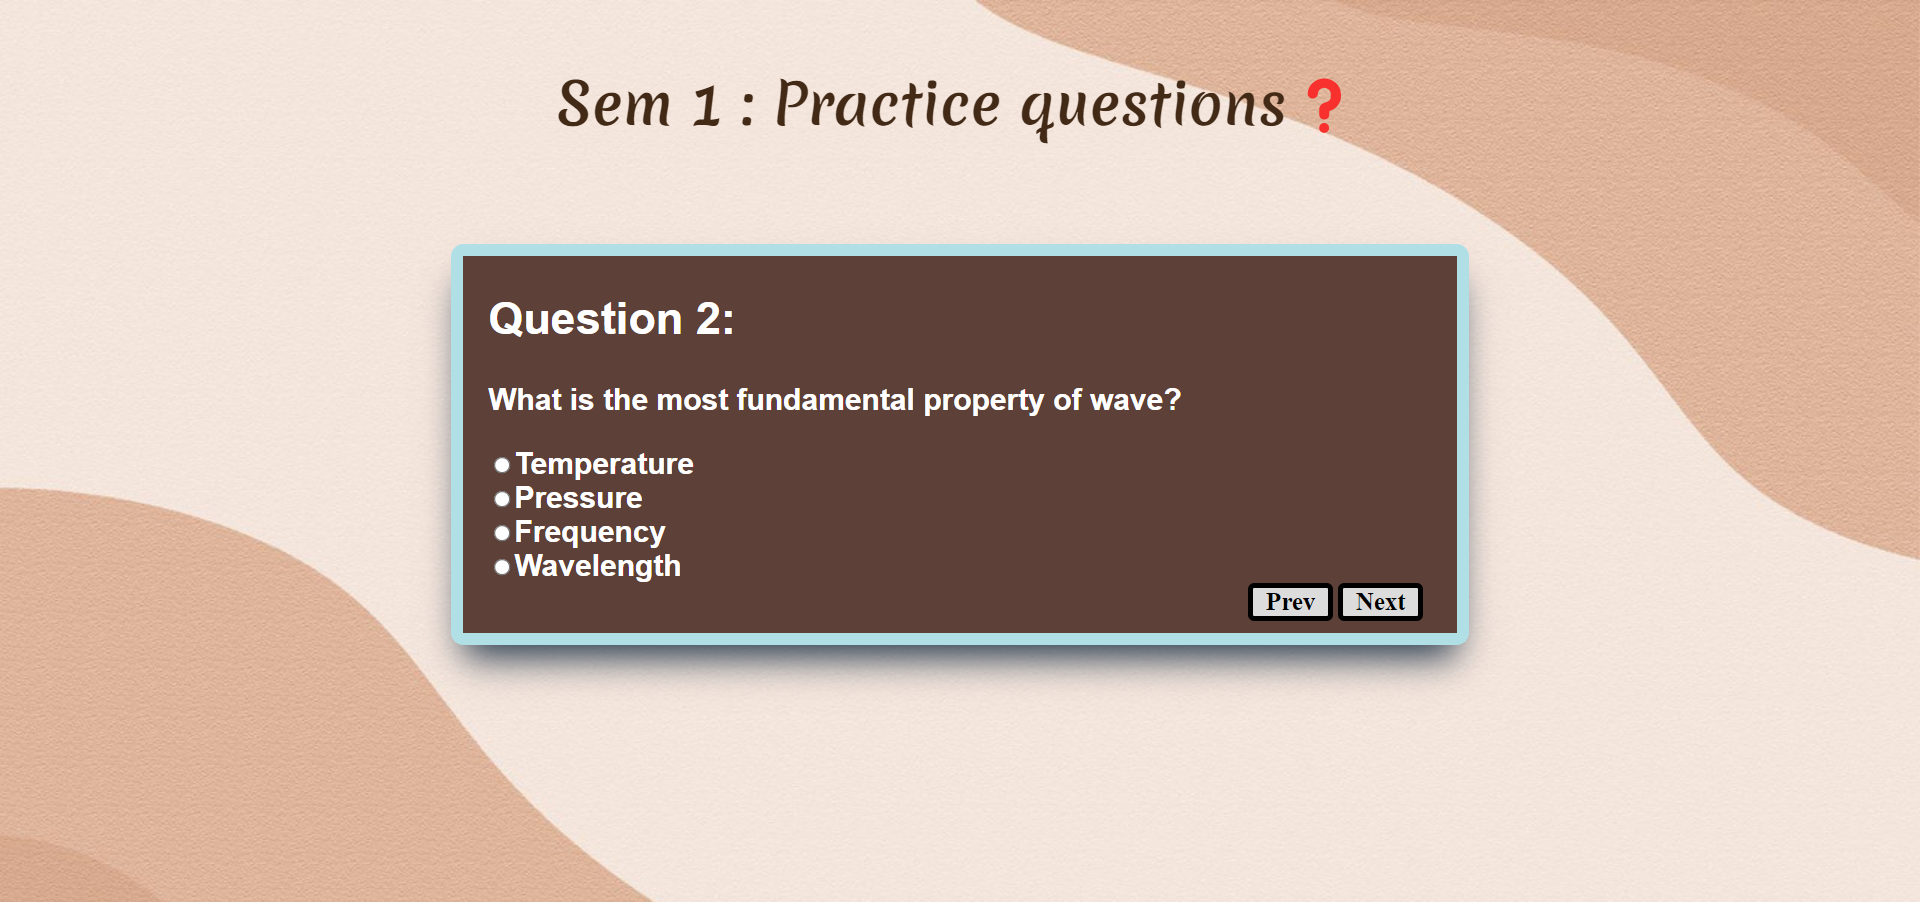 Sem 1 : Practice questions ❓
Question 2:
What is the most fundamental property of wave?
Temperature
Pressure
Frequency
Wavelength
Prev Next